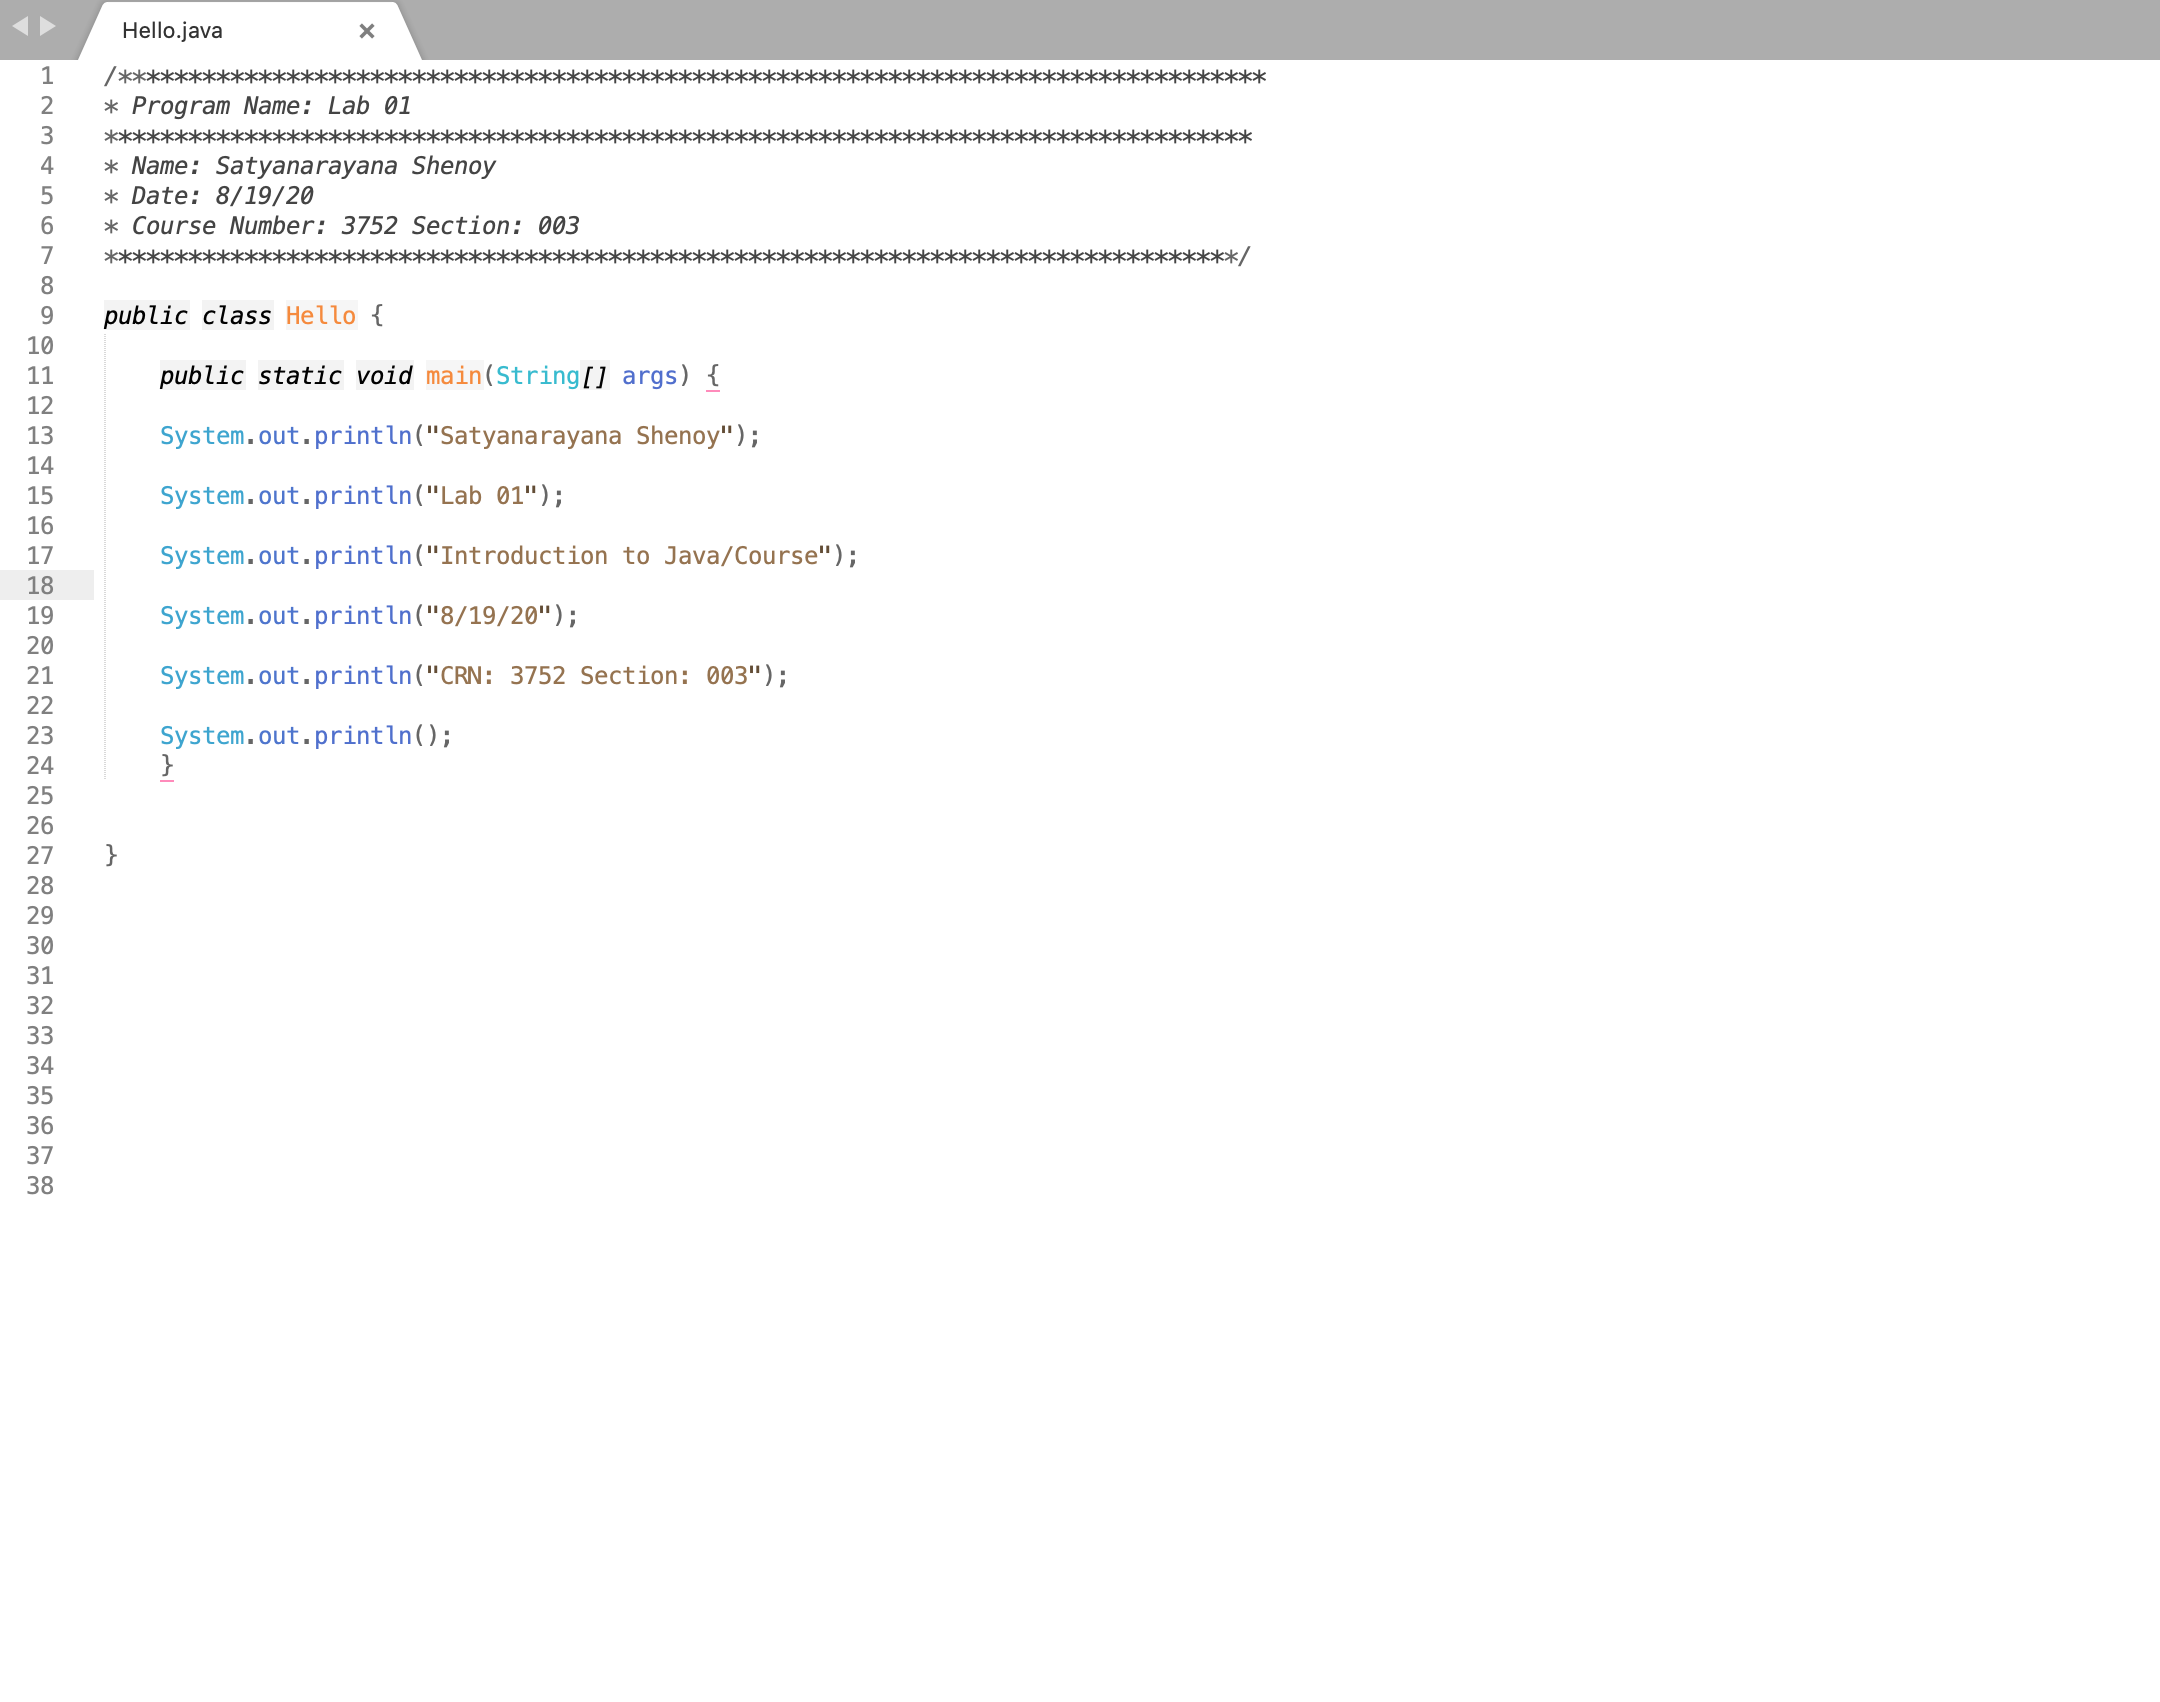 Hello.java
1 /**********************************************************************************
2 * Program Name: Lab 01
3 **********************************************************************************
4 * Name: Satyanarayana Shenoy
5 * Date: 8/19/20
6 * Course Number: 3752 Section: 003
7 *********************************************************************************/
8
9 public class Hello {
10
11 public static void main(String[] args) {
12
13 System.out.println("Satyanarayana Shenoy");
14
15 System.out.println("Lab 01");
16
17 System.out.println("Introduction to Java/Course");
18
19 System.out.println("8/19/20");
20
21 System.out.println("CRN: 3752 Section: 003");
22
23 System.out.println();
24 }
25
26
27 }
28
29
30
31
32
33
34
35
36
37
38